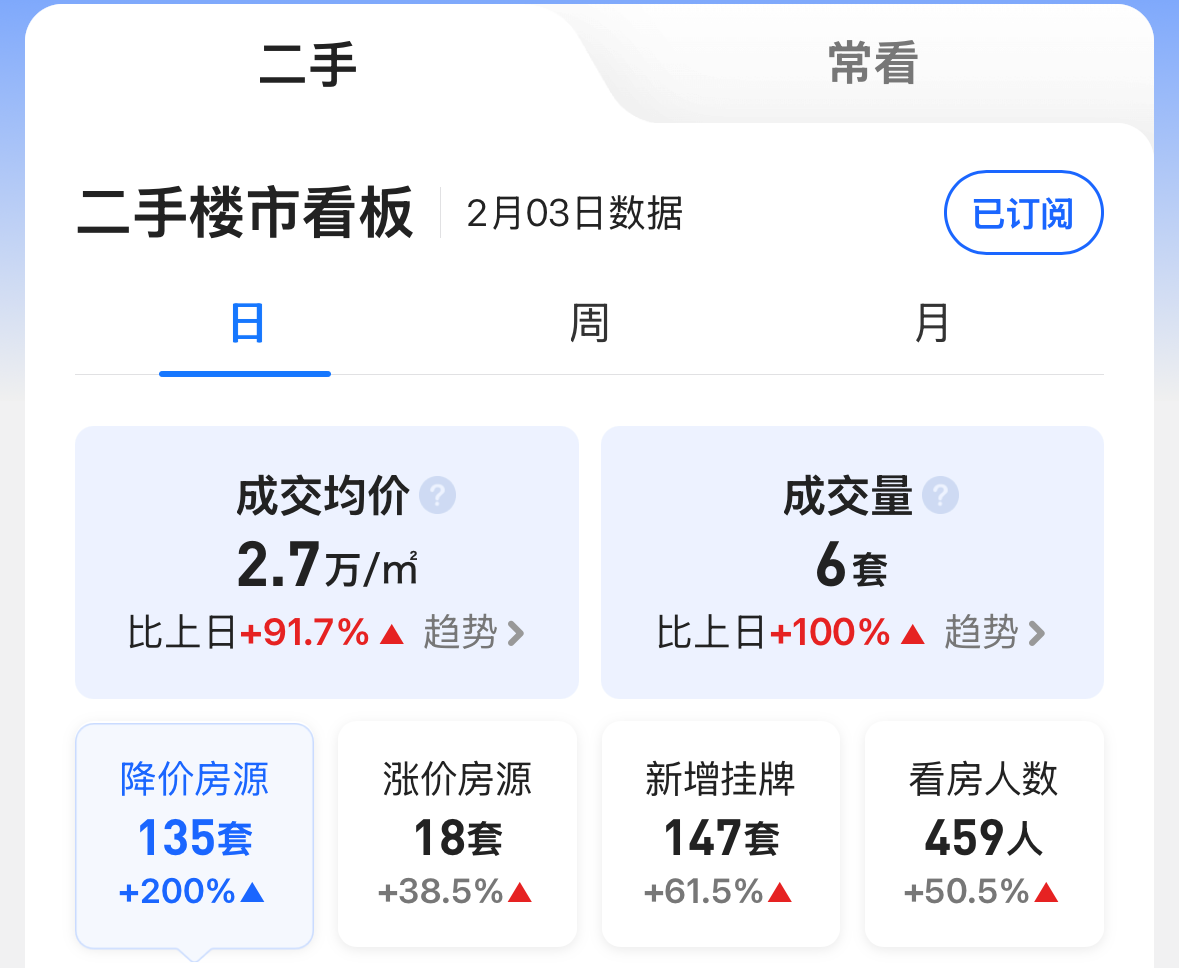 二手
常看
二手楼市看板
2月03日数据
已订阅
日
周
月
成交均价 ?
2.7万/㎡
比上日+91.7% ▲ 趋势 >
成交量 ?
6套
比上日+100% ▲ 趋势 >
降价房源
135套
+200%▲
涨价房源
18套
+38.5%▲
新增挂牌
147套
+61.5%▲
看房人数
459人
+50.5%▲